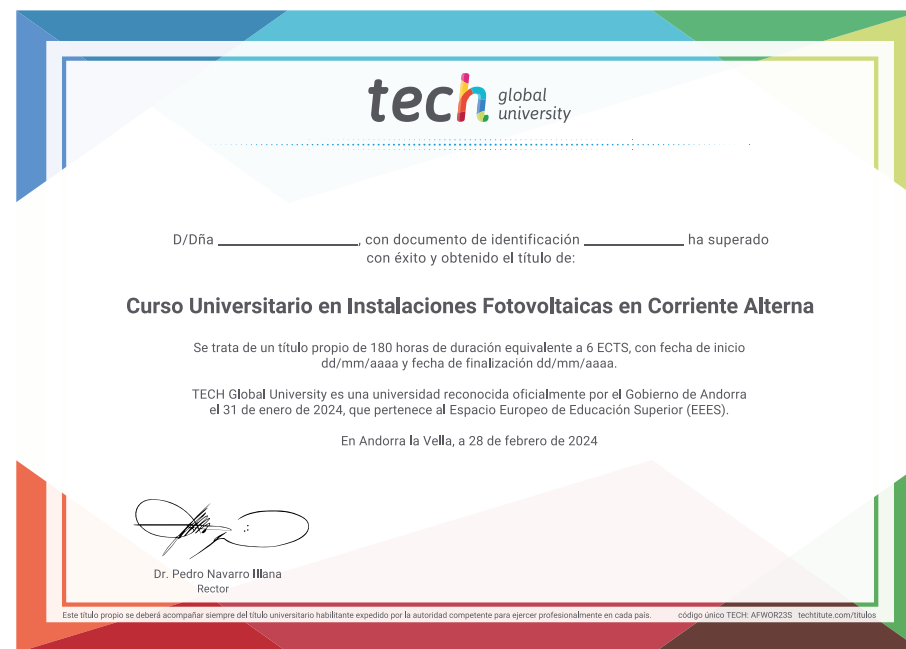 tech global university
D/Dña ____________________, con documento de identificación ______________ ha superado
con éxito y obtenido el título de:
Curso Universitario en Instalaciones Fotovoltaicas en Corriente Alterna
Se trata de un título propio de 180 horas de duración equivalente a 6 ECTS, con fecha de inicio
dd/mm/aaaa y fecha de finalización dd/mm/aaaa.
TECH Global University es una universidad reconocida oficialmente por el Gobierno de Andorra
el 31 de enero de 2024, que pertenece al Espacio Europeo de Educación Superior (EEES).
En Andorra la Vella, a 28 de febrero de 2024
Dr. Pedro Navarro Illana
Rector
Este título propio se deberá acompañar siempre del título universitario habilitante expedido por la autoridad competente para ejercer profesionalmente en cada país. código único TECH: AFWOR23S techtitute.com/titulos